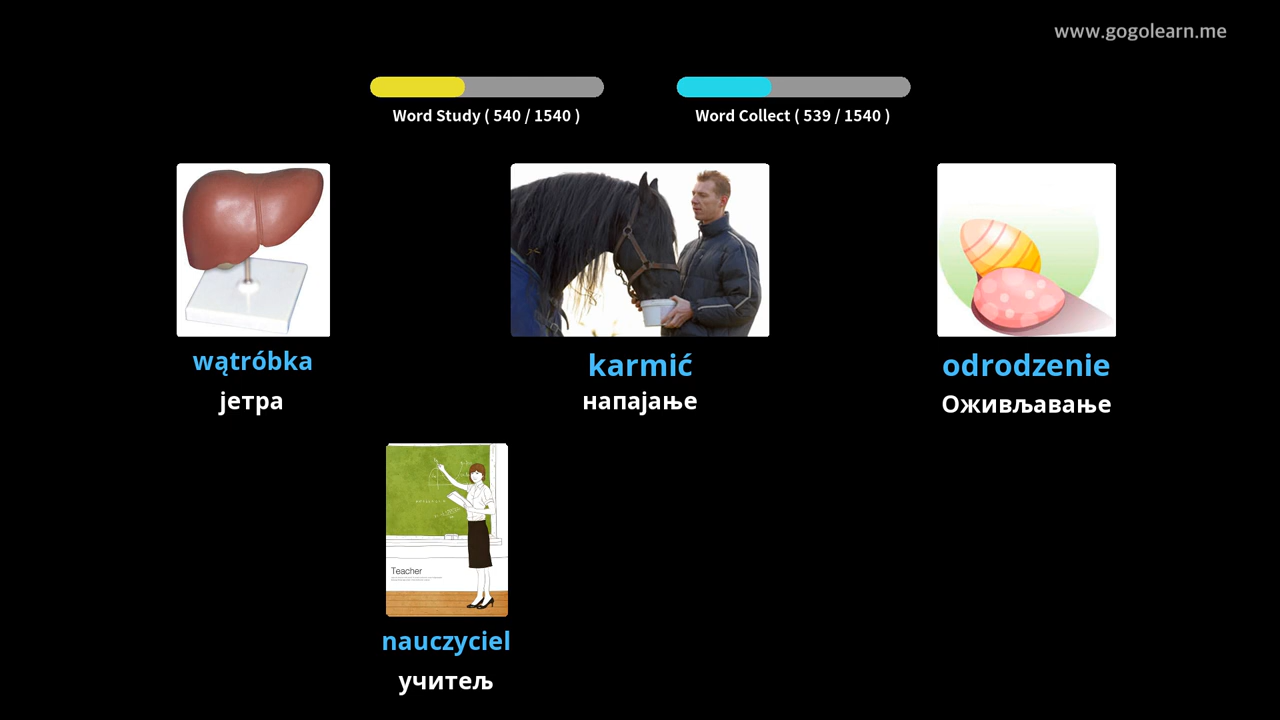 www.gogolearn.me
Word Study ( 540 / 1540 )
Word Collect ( 539 / 1540 )
wątróbka
јетра
karmić
напајање
odrodzenie
Оживљавање
Teacher
nauczyciel
учитељ